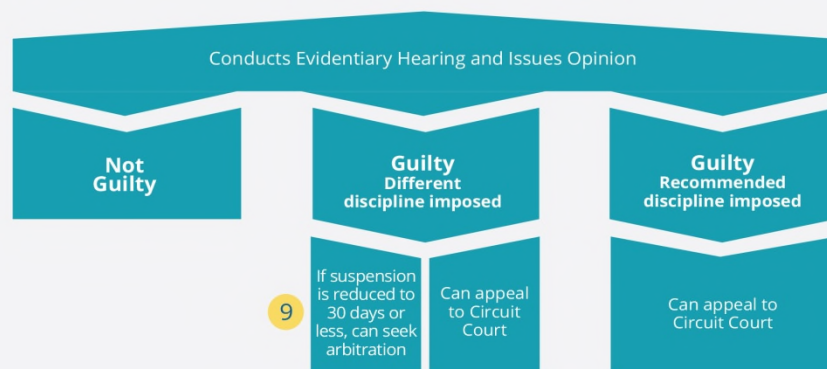 Conducts Evidentiary Hearing and Issues Opinion
Not
Guilty
Guilty
Different
discipline imposed
Guilty
Recommended
discipline imposed
9
If suspension
is reduced to
30 days or
less, can seek
arbitration
Can appeal
to Circuit
Court
Can appeal to
Circuit Court